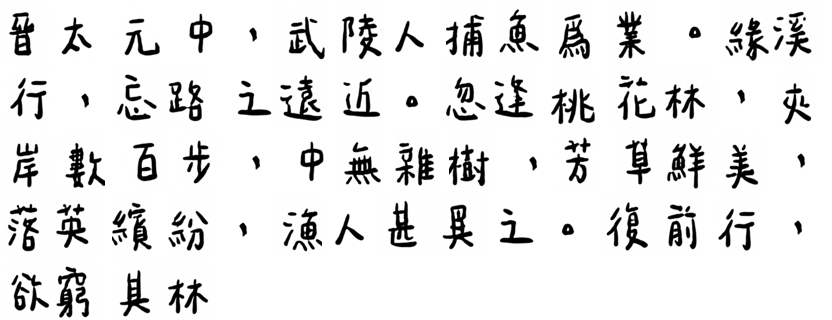 晉太元中，武陵人捕魚爲業。緣溪
行，忘路之遠近。忽逢桃花林，夾
岸數百步，中無雜樹，芳草鮮美，
落英繽紛，漁人甚異之。復前行，
欲窮其林